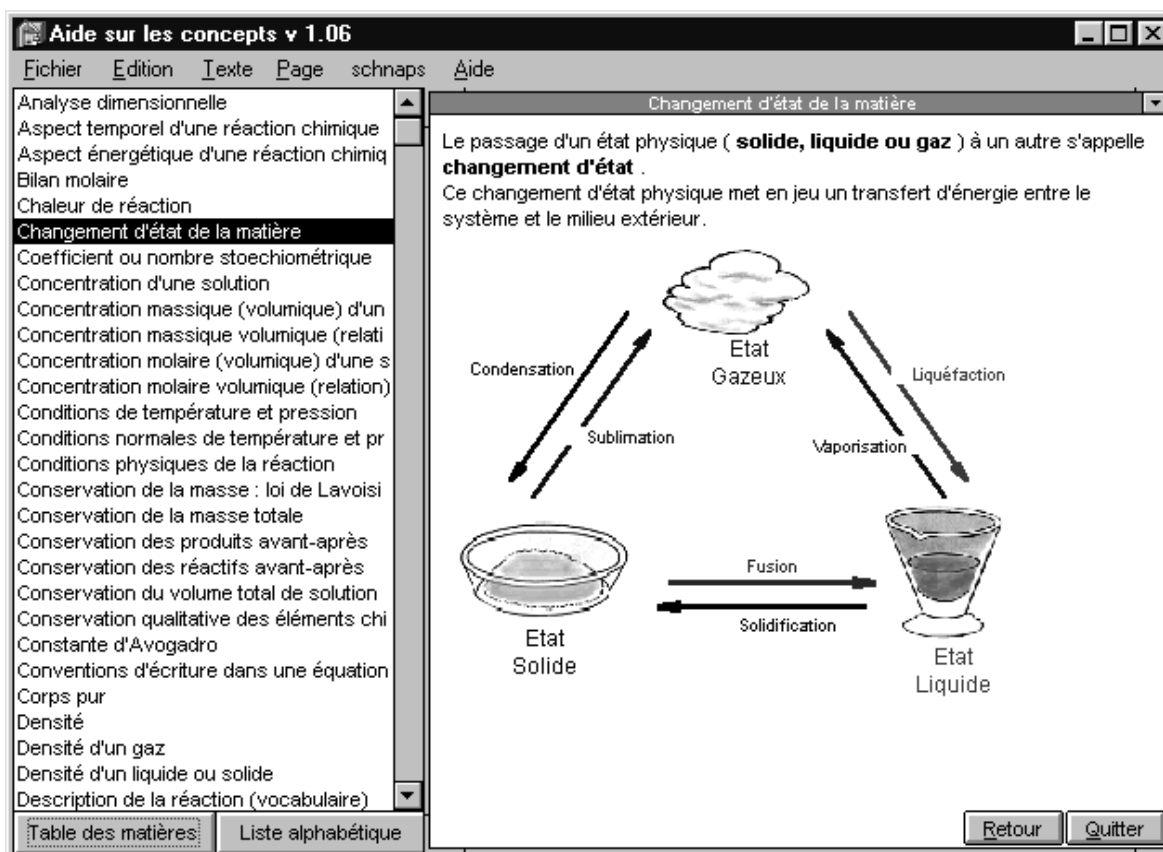 Aide sur les concepts v 1.06
Fichier Edition Texte Page schnaps Aide
Analyse dimensionnelle
Aspect temporel d'une réaction chimique
Aspect énergétique d'une réaction chimiq
Bilan molaire
Chaleur de réaction
Changement d'état de la matière
Coefficient ou nombre stoechiométrique
Concentration d'une solution
Concentration massique (volumique) d'un
Concentration massique volumique (relati
Concentration molaire (volumique) d'une s
Concentration molaire volumique (relation)
Conditions de température et pression
Conditions normales de température et pr
Conditions physiques de la réaction
Conservation de la masse : loi de Lavoisi
Conservation de la masse totale
Conservation des produits avant-après
Conservation des réactifs avant-après
Conservation du volume total de solution
Conservation qualitative des éléments chi
Constante d'Avogadro
Conventions d'écriture dans une équation
Corps pur
Densité
Densité d'un gaz
Densité d'un liquide ou solide
Description de la réaction (vocabulaire)
Table des matières Liste alphabétique
Changement d'état de la matière
Le passage d'un état physique ( solide, liquide ou gaz ) à un autre s'appelle
changement d'état .
Ce changement d'état physique met en jeu un transfert d'énergie entre le
système et le milieu extérieur.
Etat
Gazeux
Condensation
Liquéfaction
Sublimation
Vaporisation
Fusion
Solidification
Etat
Solide
Etat
Liquide
Retour Quitter